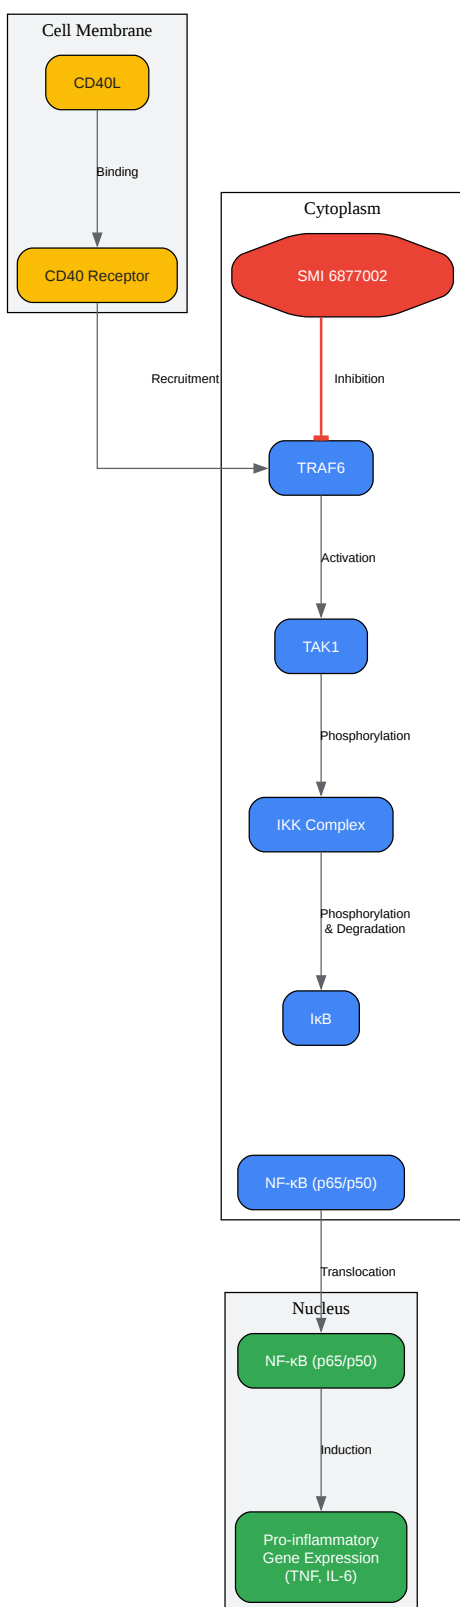 Cell Membrane
CD40L
Binding
CD40 Receptor
Cytoplasm
SMI 6877002
Recruitment
Inhibition
TRAF6
Activation
TAK1
Phosphorylation
IKK Complex
Phosphorylation
& Degradation
IκB
NF-κB (p65/p50)
Translocation
Nucleus
NF-κB (p65/p50)
Induction
Pro-inflammatory
Gene Expression
(TNF, IL-6)